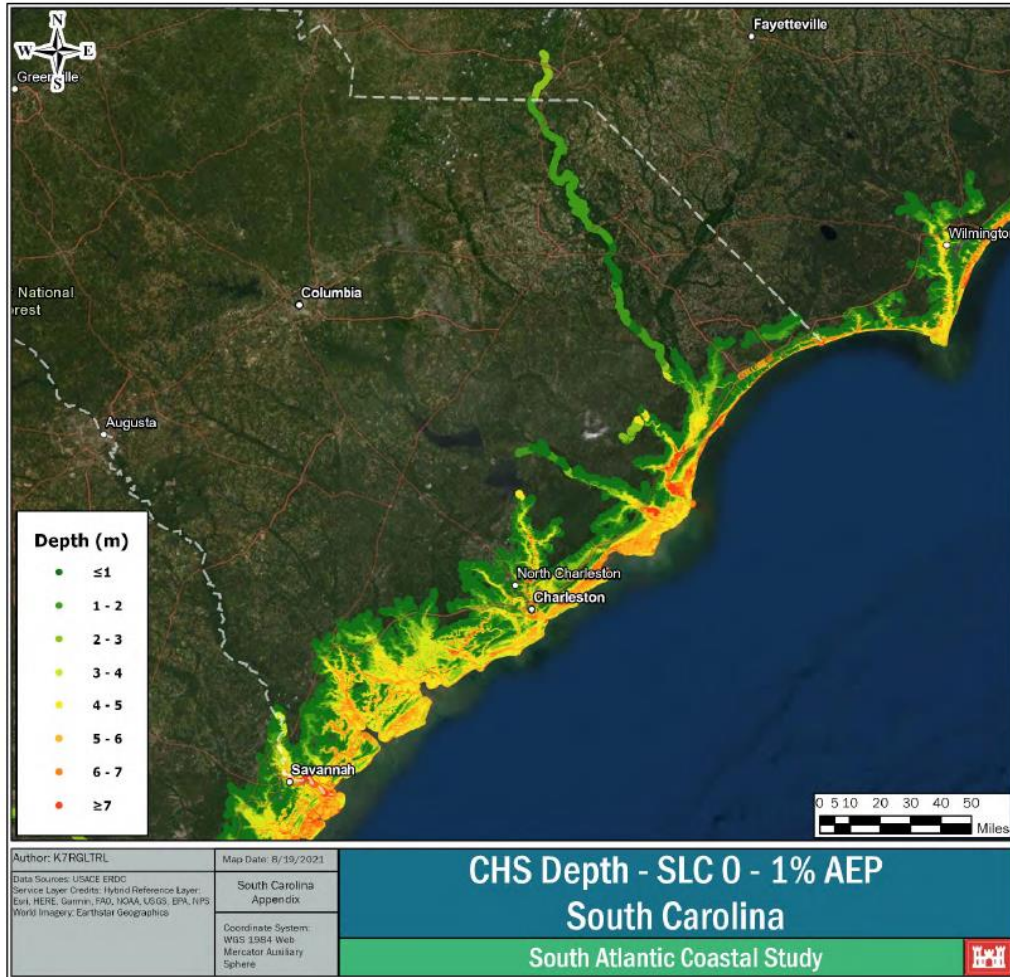 N
W E
S
Fayetteville
Greenville
Wilmington
Columbia
National
orest
Augusta
North Charleston
Charleston
Savannah
Depth (m)
≤1
1 - 2
2 - 3
3 - 4
4 - 5
5 - 6
6 - 7
≥7
0 5 10 20 30 40 50
Miles
Author: K7RGLTRL
Data Sources: USACE ERDC
Service Layer Credits: Hybrid Reference Layer:
Esri, HERE, Garmin, FAO, NOAA, USGS, EPA, NPS
World Imagery: Earthstar Geographics
Map Date: 8/19/2021
South Carolina
Appendix
Coordinate System:
WGS 1984 Web
Mercator Auxiliary
Sphere
CHS Depth - SLC 0 - 1% AEP
South Carolina
South Atlantic Coastal Study